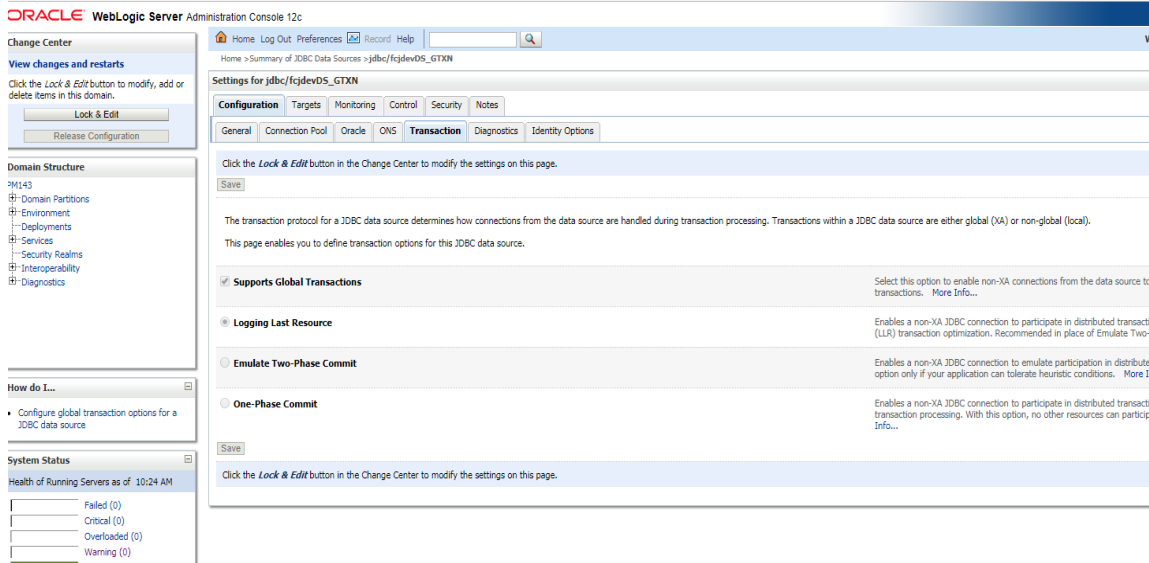 ORACLE WebLogic Server Administration Console 12c
Change Center
View changes and restarts
Click the Lock & Edit button to modify, add or
delete items in this domain.
Lock & Edit
Release Configuration
Domain Structure
PM143
Domain Partitions
Environment
Deployments
Services
Security Realms
Interoperability
Diagnostics
How do I...
Configure global transaction options for a
JDBC data source
System Status
Health of Running Servers as of 10:24 AM
Failed (0)
Critical (0)
Overloaded (0)
Warning (0)
Home Log Out Preferences Record Help
W
Home >Summary of JDBC Data Sources >jdbc/fcjdevDS_GTXN
Settings for jdbc/fcjdevDS_GTXN
Configuration Targets Monitoring Control Security Notes
General Connection Pool Oracle ONS Transaction Diagnostics Identity Options
Click the Lock & Edit button in the Change Center to modify the settings on this page.
Save
The transaction protocol for a JDBC data source determines how connections from the data source are handled during transaction processing. Transactions within a JDBC data source are either global (XA) or non-global (local).
This page enables you to define transaction options for this JDBC data source.
Supports Global Transactions
Select this option to enable non-XA connections from the data source to
transactions. More Info...
Logging Last Resource
Enables a non-XA JDBC connection to participate in distributed transacti
(LLR) transaction optimization. Recommended in place of Emulate Two-
Emulate Two-Phase Commit
Enables a non-XA JDBC connection to emulate participation in distribute
option only if your application can tolerate heuristic conditions. More I
One-Phase Commit
Enables a non-XA JDBC connection to participate in distributed transacti
transaction processing. With this option, no other resources can particip
Info...
Save
Click the Lock & Edit button in the Change Center to modify the settings on this page.